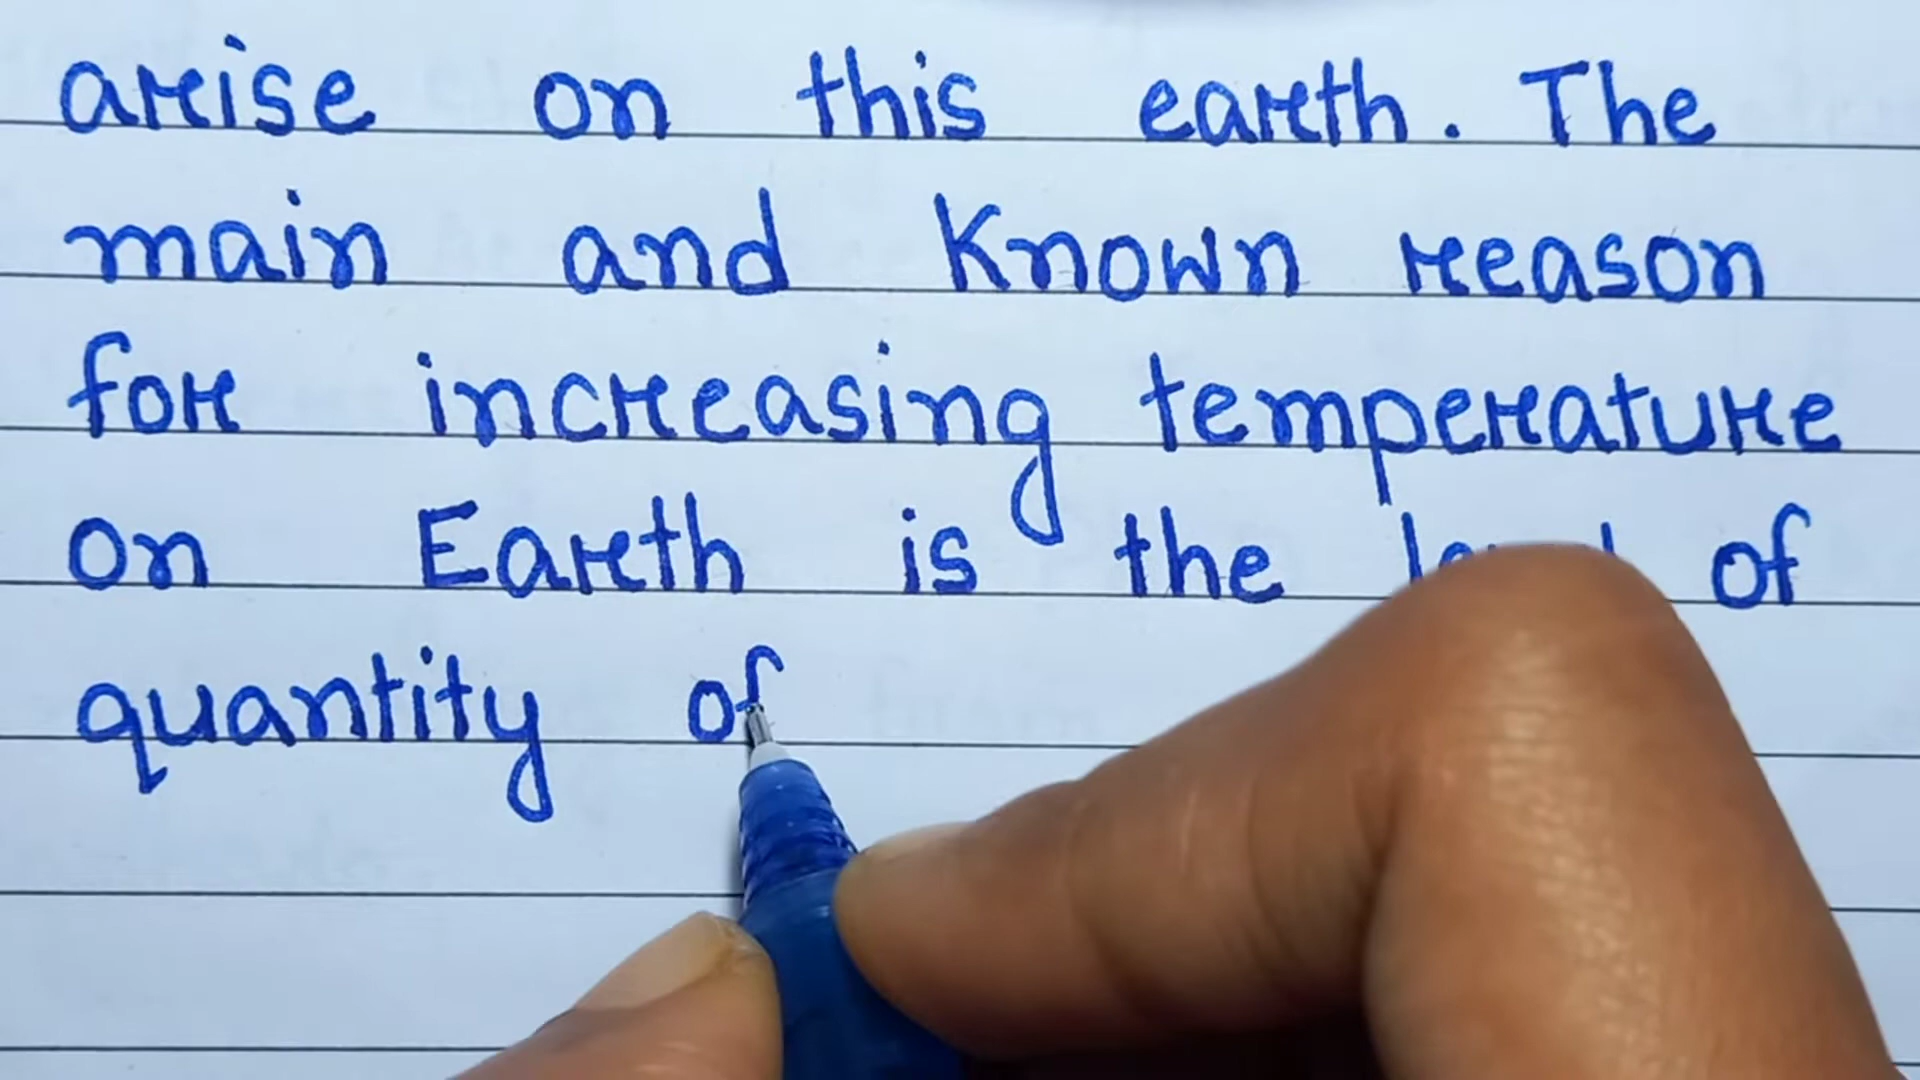 arise on this earth. The
main and Known reason
for increasing temperature
on Earth is the of
quantity of